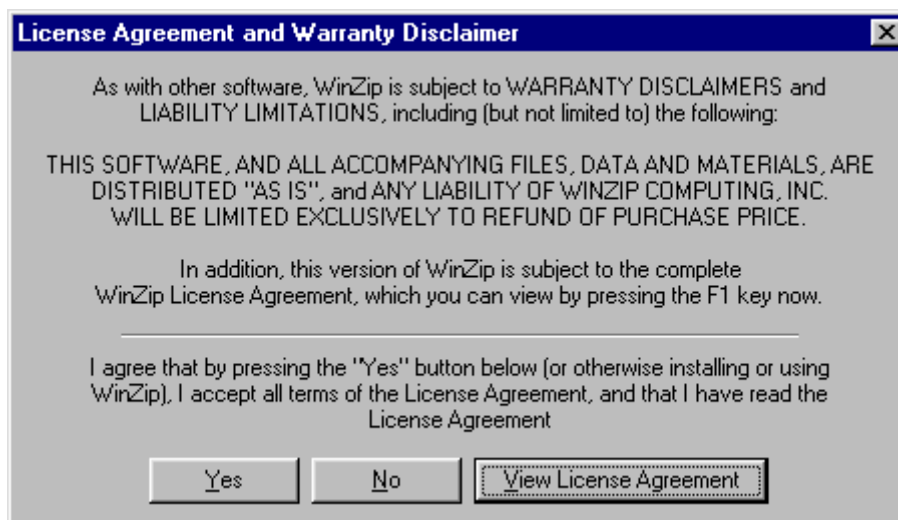 License Agreement and Warranty Disclaimer
As with other software, WinZip is subject to WARRANTY DISCLAIMERS and
LIABILITY LIMITATIONS, including (but not limited to) the following:
THIS SOFTWARE, AND ALL ACCOMPANYING FILES, DATA AND MATERIALS, ARE
DISTRIBUTED "AS IS", and ANY LIABILITY OF WINZIP COMPUTING, INC.
WILL BE LIMITED EXCLUSIVELY TO REFUND OF PURCHASE PRICE.
In addition, this version of WinZip is subject to the complete
WinZip License Agreement, which you can view by pressing the F1 key now.
I agree that by pressing the "Yes" button below (or otherwise installing or using
WinZip), I accept all terms of the License Agreement, and that I have read the
License Agreement
Yes No View License Agreement